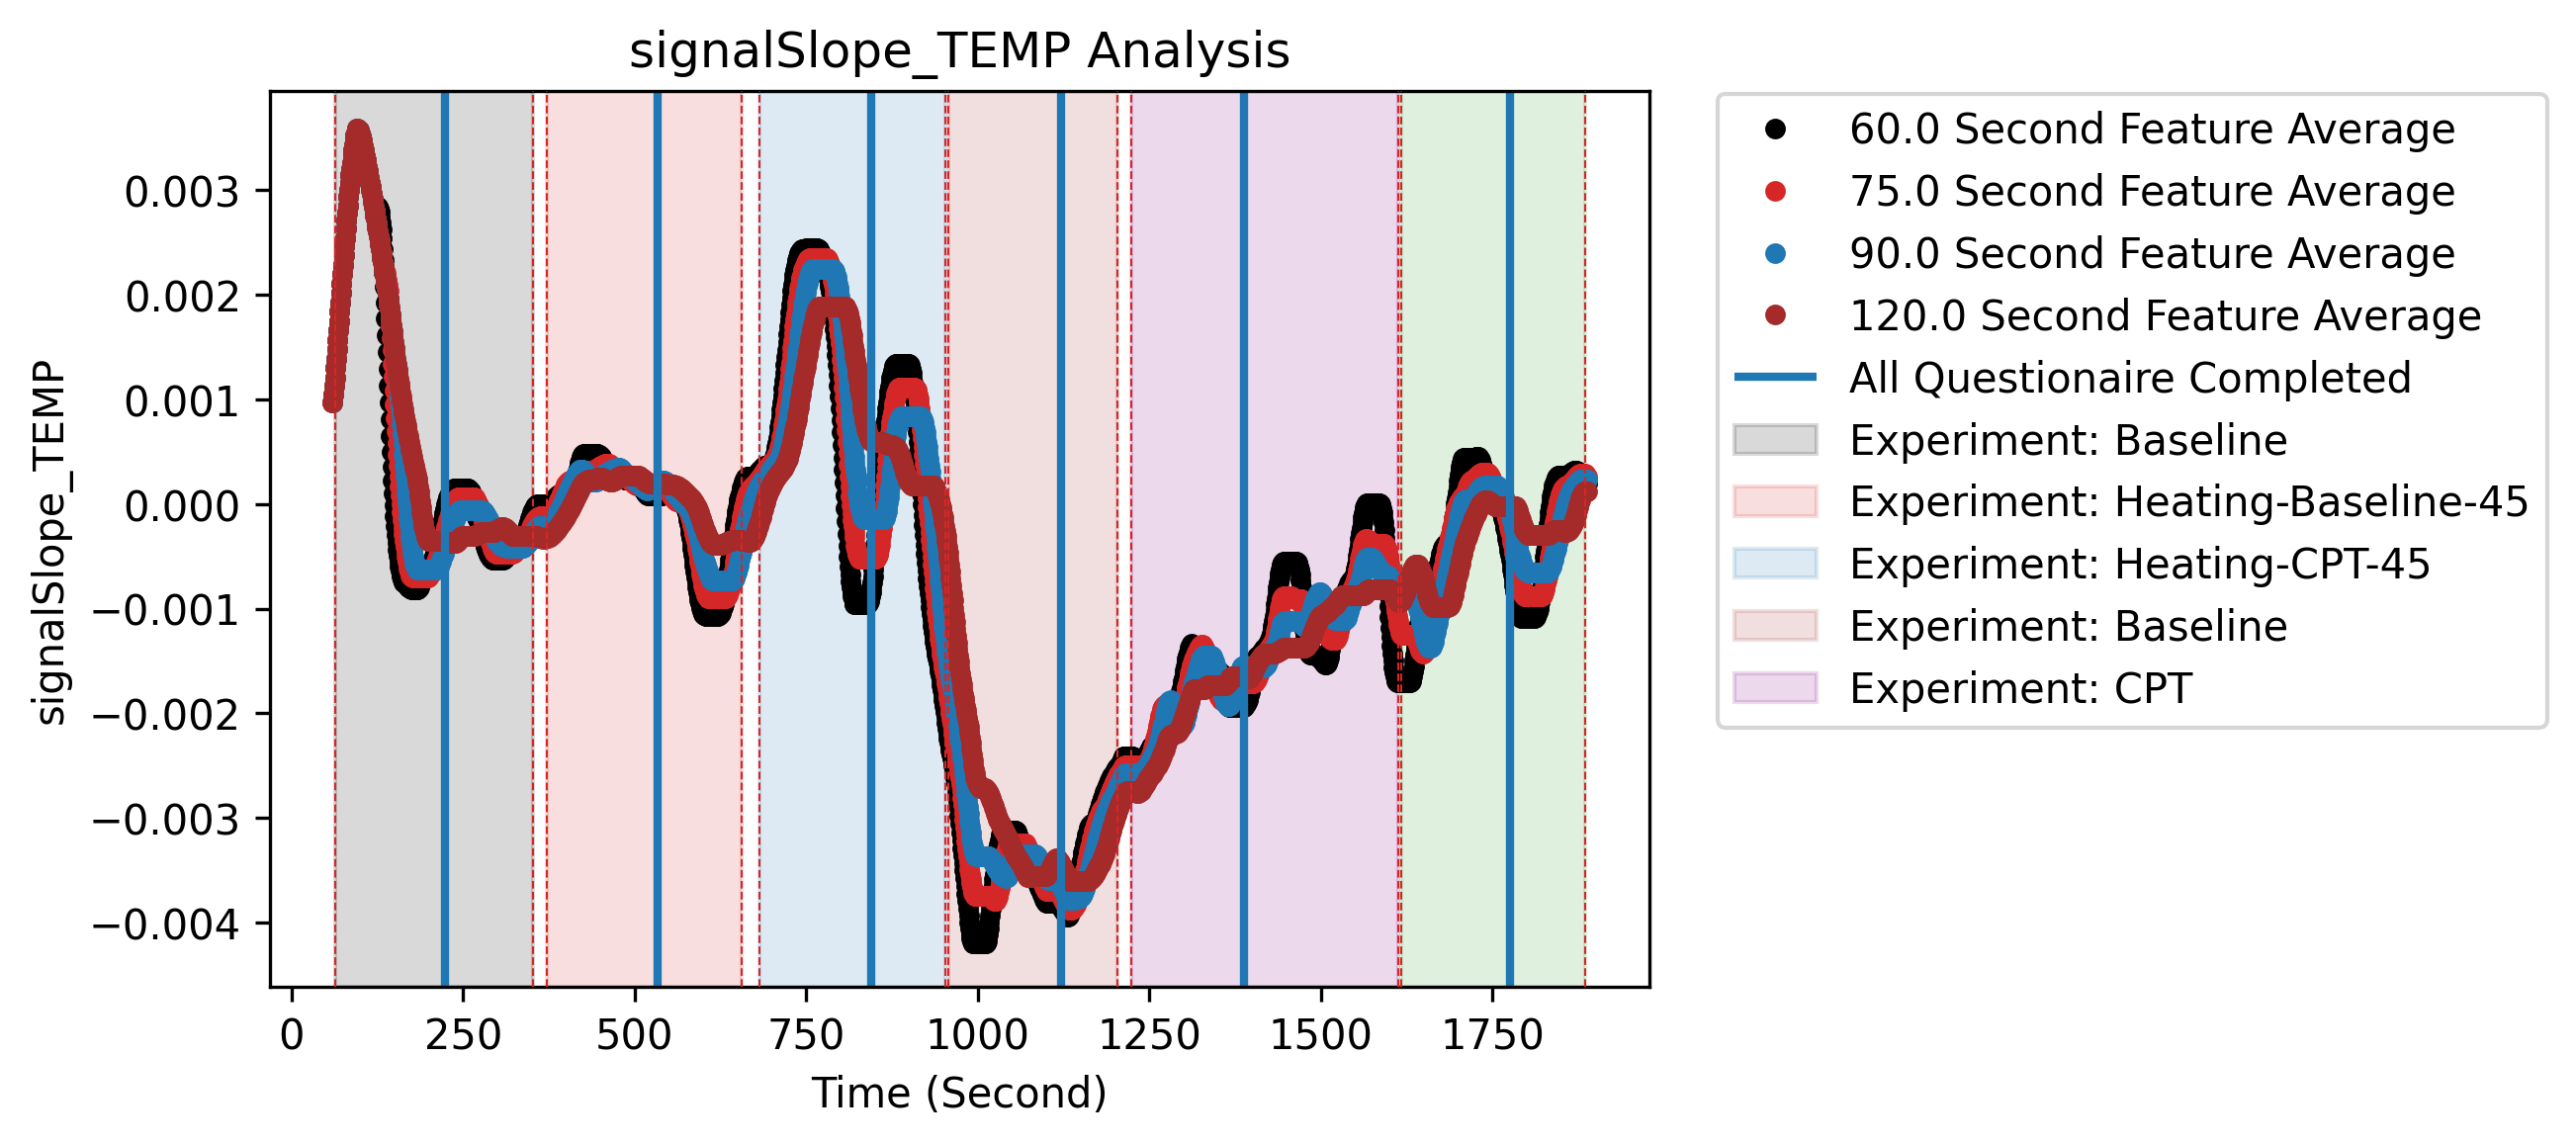 signalSlope_TEMP Analysis
signalSlope_TEMP
0.003
0.002
0.001
0.000
−0.001
−0.002
−0.003
−0.004
0 250 500 750 1000 1250 1500 1750
Time (Second)
60.0 Second Feature Average
75.0 Second Feature Average
90.0 Second Feature Average
120.0 Second Feature Average
All Questionaire Completed
Experiment: Baseline
Experiment: Heating-Baseline-45
Experiment: Heating-CPT-45
Experiment: Baseline
Experiment: CPT